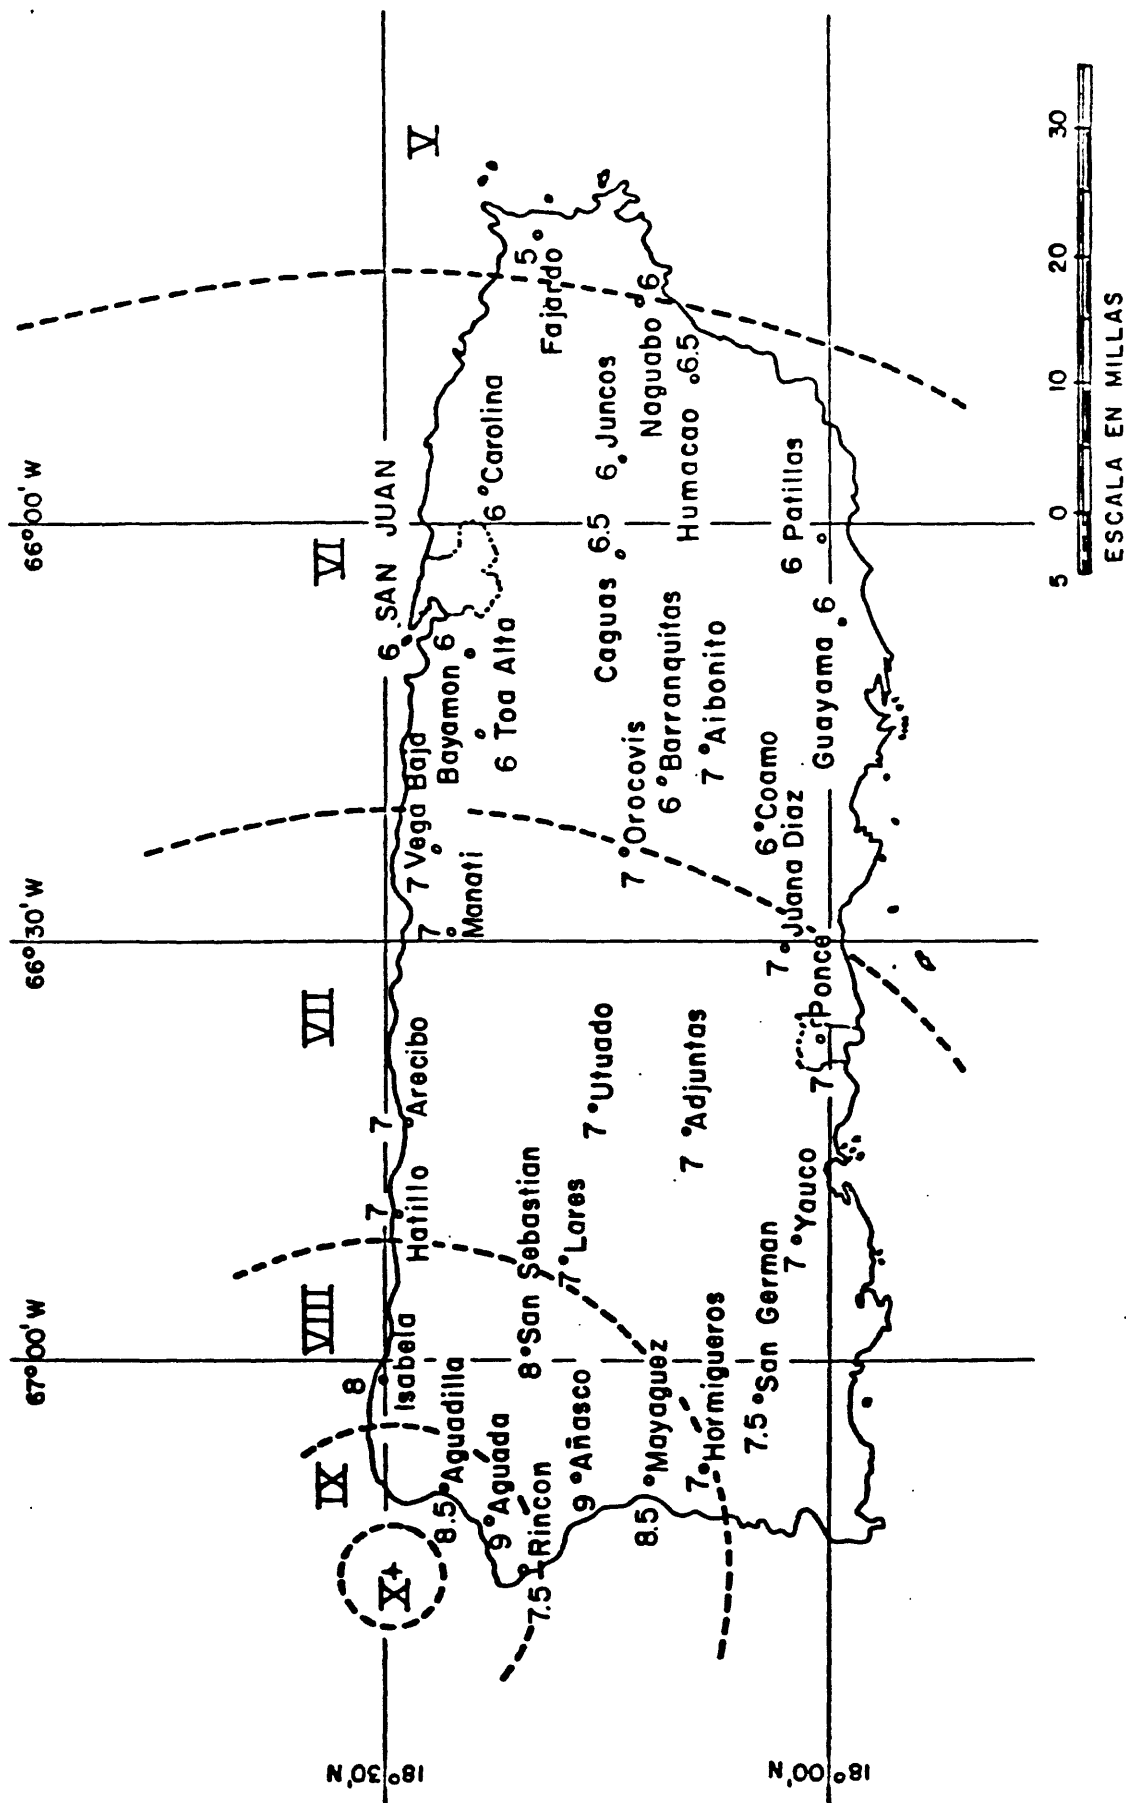 67°00' W
66°30' W
66°00' W
18°30'N
18°00'N
X+
IX
VIII
VII
VI
V
8
Isabela
7
Hatillo
7
Arecibo
7
Manati
7 Vega Baja
6
SAN JUAN
Bayamon 6
6 Toa Alta
6 Carolina
5
Fajardo
8.5 Aguadilla
9 Aguada
7.5 Rincon
9 Añasco
8.5 Mayaguez
7 Hormigueros
7.5 San German
8 San Sebastian
7 Lares
7 Utuado
7 Adjuntas
7 Yauco
7 Ponce
7 Juana Diaz
7 Orocovis
6 Barranquitas
7 Aibonito
6 Coamo
Guayama 6
6 Patillas
Caguas 6.5
6 Juncos
Naguabo 6
Humacao 6.5
5 0 10 20 30
ESCALA EN MILLAS